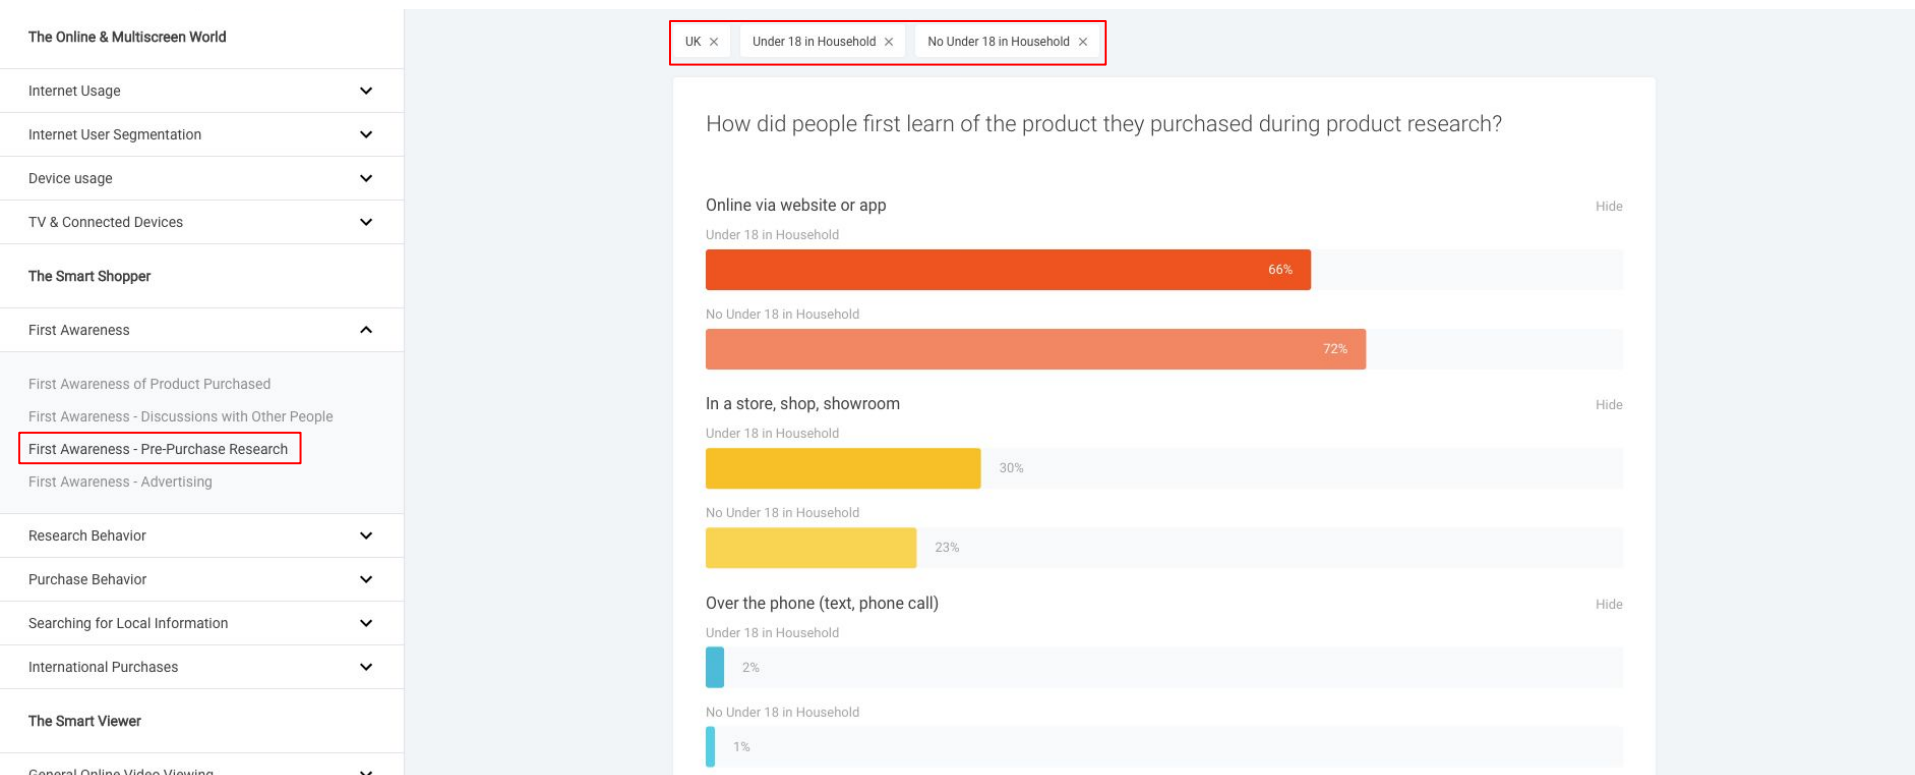 The Online & Multiscreen World
Internet Usage
Internet User Segmentation
Device usage
TV & Connected Devices
The Smart Shopper
First Awareness
First Awareness of Product Purchased
First Awareness - Discussions with Other People
First Awareness - Pre-Purchase Research
First Awareness - Advertising
Research Behavior
Purchase Behavior
Searching for Local Information
International Purchases
The Smart Viewer
General Online Video Viewing
UK × Under 18 in Household × No Under 18 in Household ×
How did people first learn of the product they purchased during product research?
Online via website or app Hide
Under 18 in Household
66%
No Under 18 in Household
72%
In a store, shop, showroom Hide
Under 18 in Household
30%
No Under 18 in Household
23%
Over the phone (text, phone call) Hide
Under 18 in Household
2%
No Under 18 in Household
1%